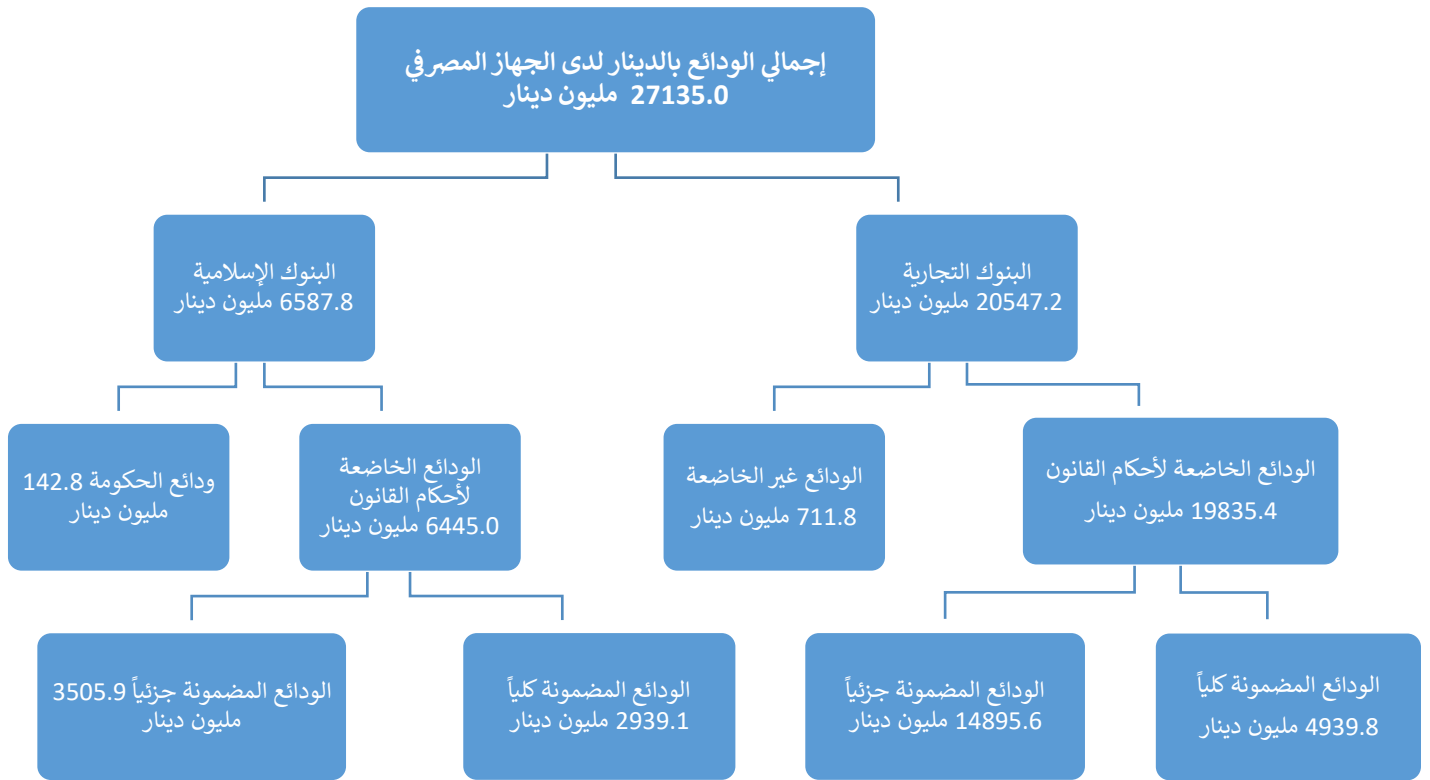 إجمالي الودائع بالدينار لدى الجهاز المصرفي
27135.0 مليون دينار
البنوك التجارية
20547.2 مليون دينار
البنوك الإسلامية
6587.8 مليون دينار
الودائع الخاضعة لأحكام القانون
19835.4 مليون دينار
الودائع غير الخاضعة
711.8 مليون دينار
الودائع الخاضعة
لأحكام القانون
6445.0 مليون دينار
ودائع الحكومة 142.8
مليون دينار
الودائع المضمونة كلياً
4939.8 مليون دينار
الودائع المضمونة جزئياً
14895.6 مليون دينار
الودائع المضمونة كلياً
2939.1 مليون دينار
الودائع المضمونة جزئياً 3505.9
مليون دينار